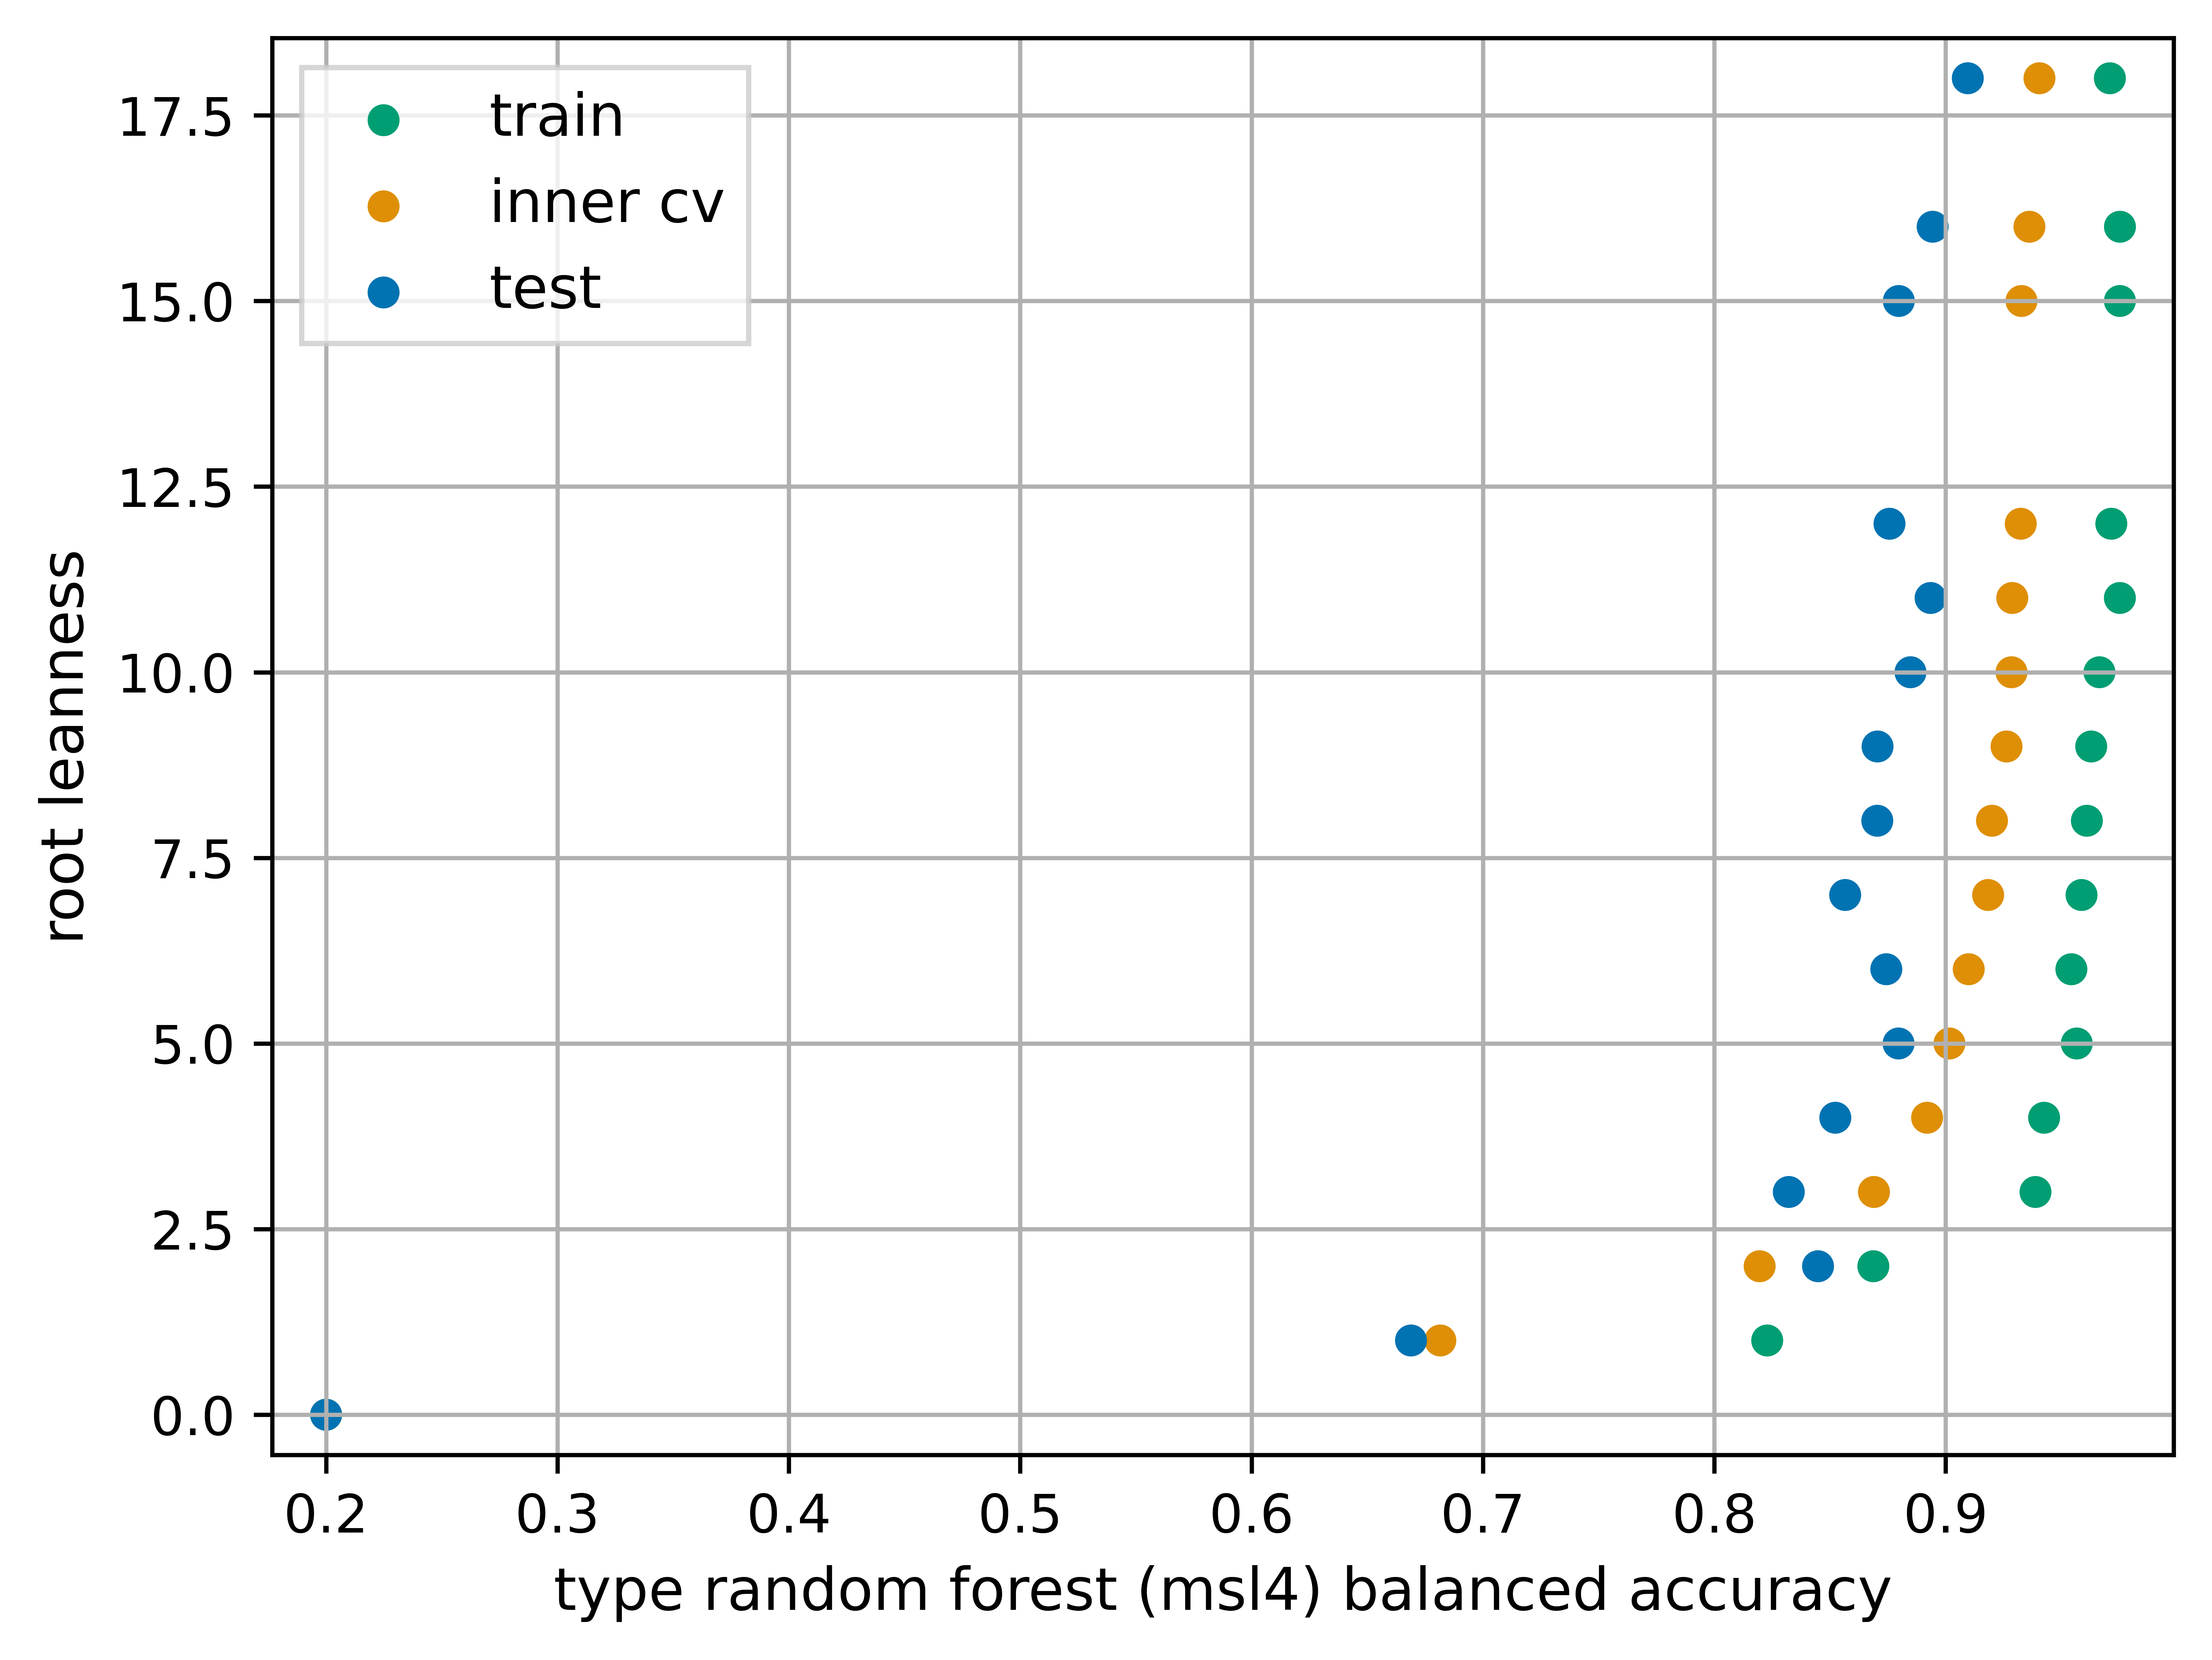 train
inner cv
test
17.5
15.0
12.5
10.0
7.5
5.0
2.5
0.0
root leanness
0.2 0.3 0.4 0.5 0.6 0.7 0.8 0.9
type random forest (msl4) balanced accuracy